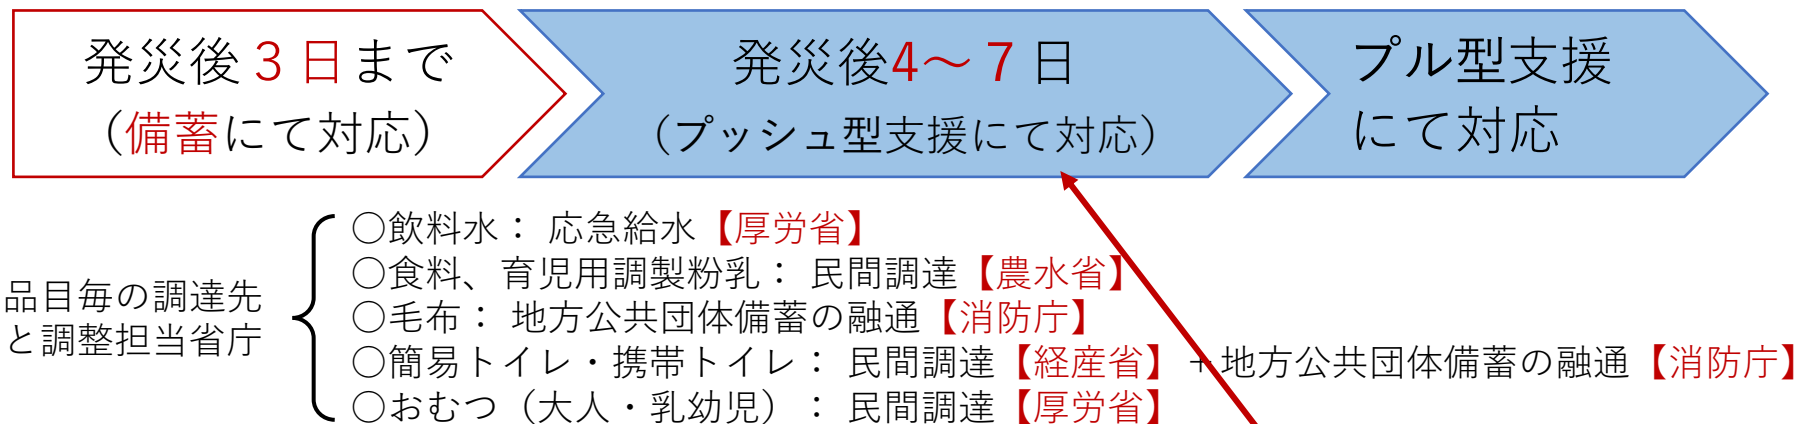 発災後３日まで
（備蓄にて対応）
発災後4～７日
（プッシュ型支援にて対応）
プル型支援
にて対応
品目毎の調達先
と調整担当省庁
○飲料水： 応急給水【厚労省】
○食料、育児用調製粉乳： 民間調達【農水省】
○毛布： 地方公共団体備蓄の融通【消防庁】
○簡易トイレ・携帯トイレ： 民間調達【経産省】＋地方公共団体備蓄の融通【消防庁】
○おむつ（大人・乳幼児）： 民間調達【厚労省】